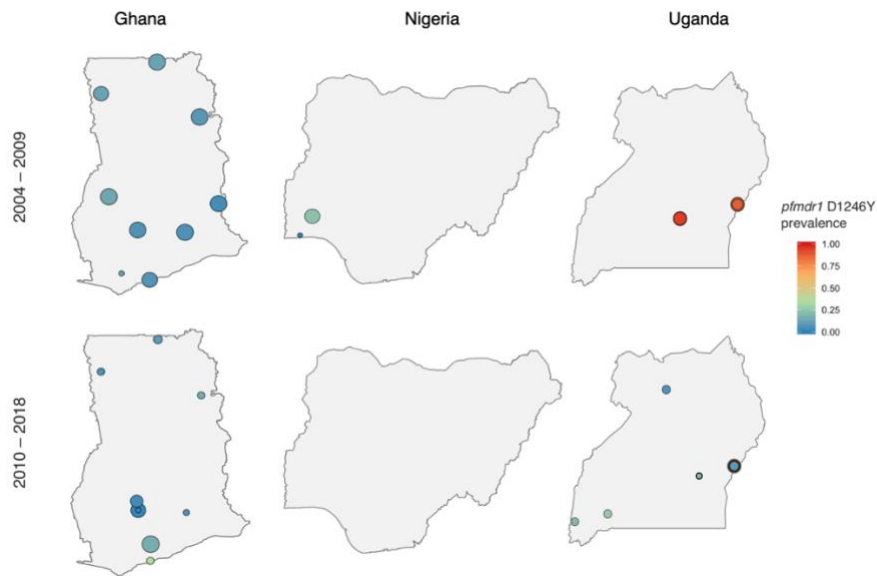 Ghana
Nigeria
Uganda
2004 – 2009
pfmdr1 D1246Y
prevalence
1.00
0.75
0.50
0.25
0.00
2010 – 2018